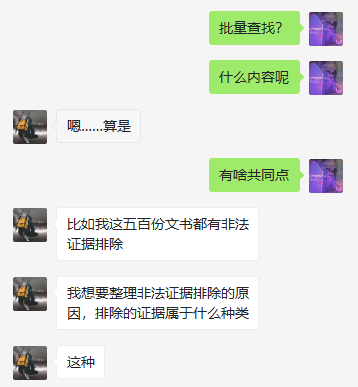 批量查找？
什么内容呢
嗯……算是
有啥共同点
比如我这五百份文书都有非法
证据排除
我想要整理非法证据排除的原
因，排除的证据属于什么种类
这种